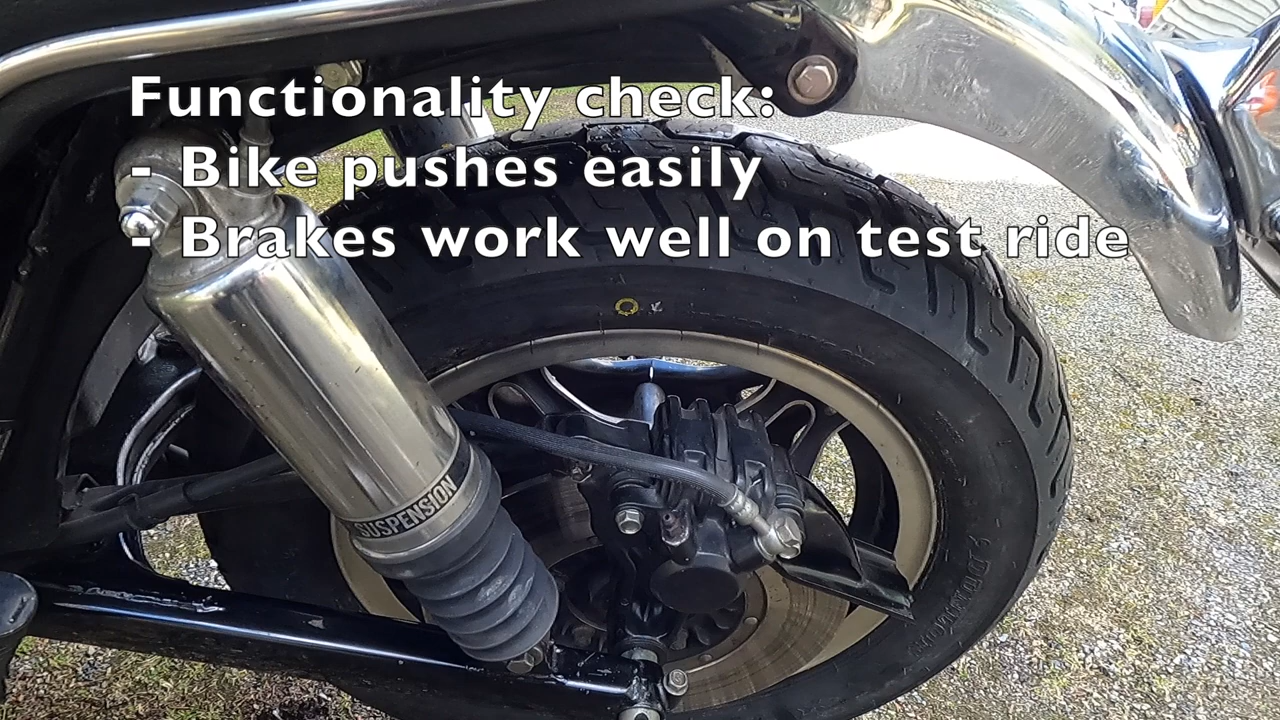 Functionality check:
- Bike pushes easily
- Brakes work well on test ride
SUSPENSION